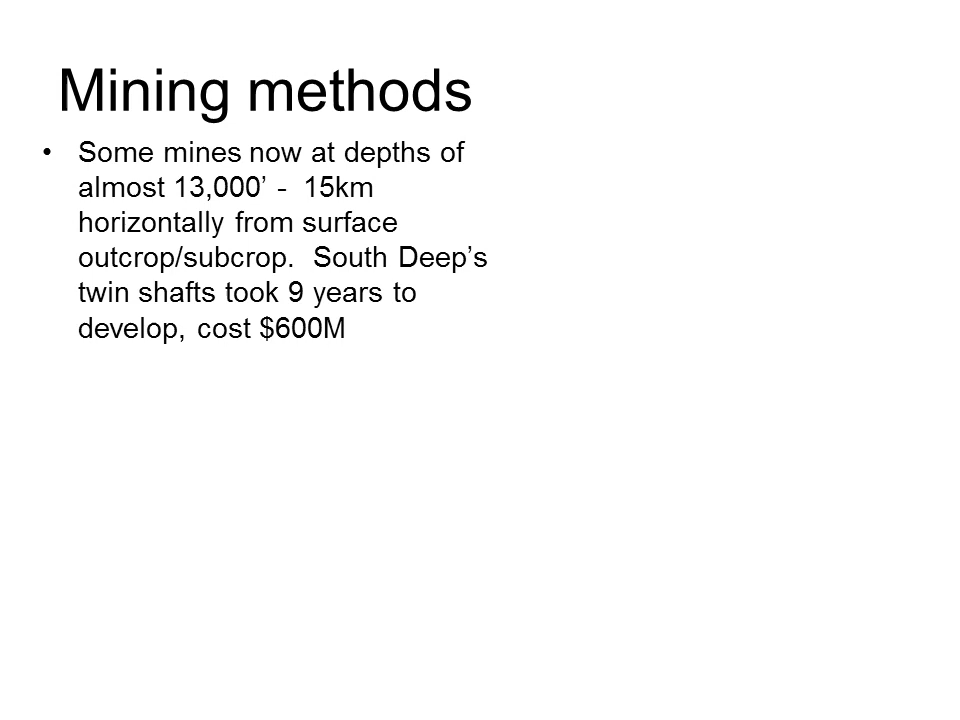 Mining methods
• Some mines now at depths of
almost 13,000’ -  15km
horizontally from surface
outcrop/subcrop.  South Deep’s
twin shafts took 9 years to
develop, cost $600M